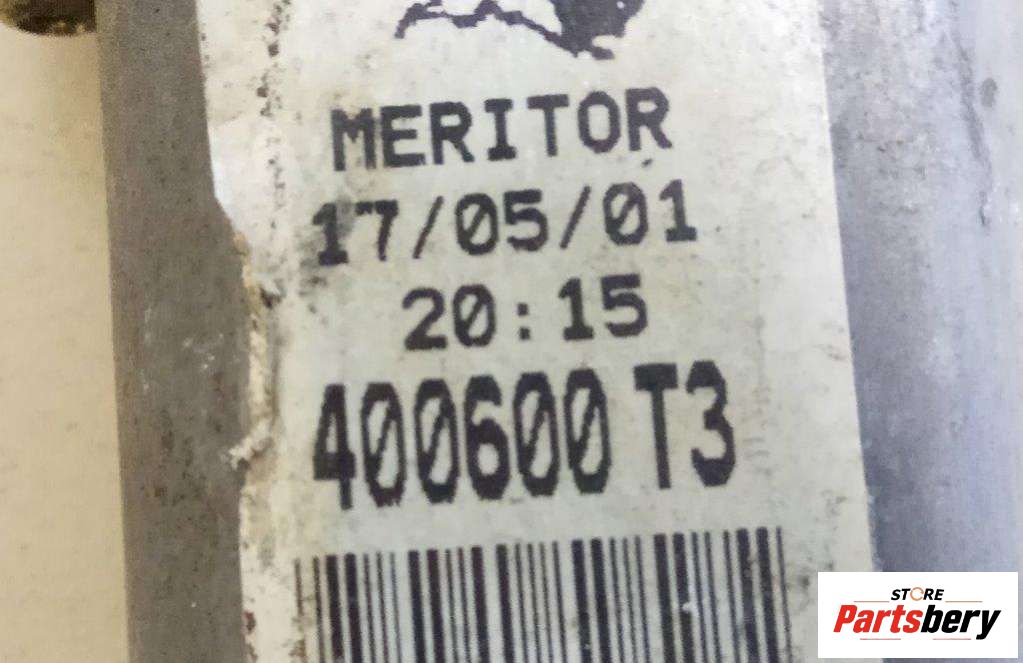 MERITOR
17/05/01
20:15
400600 T3
STORE
Partsbery